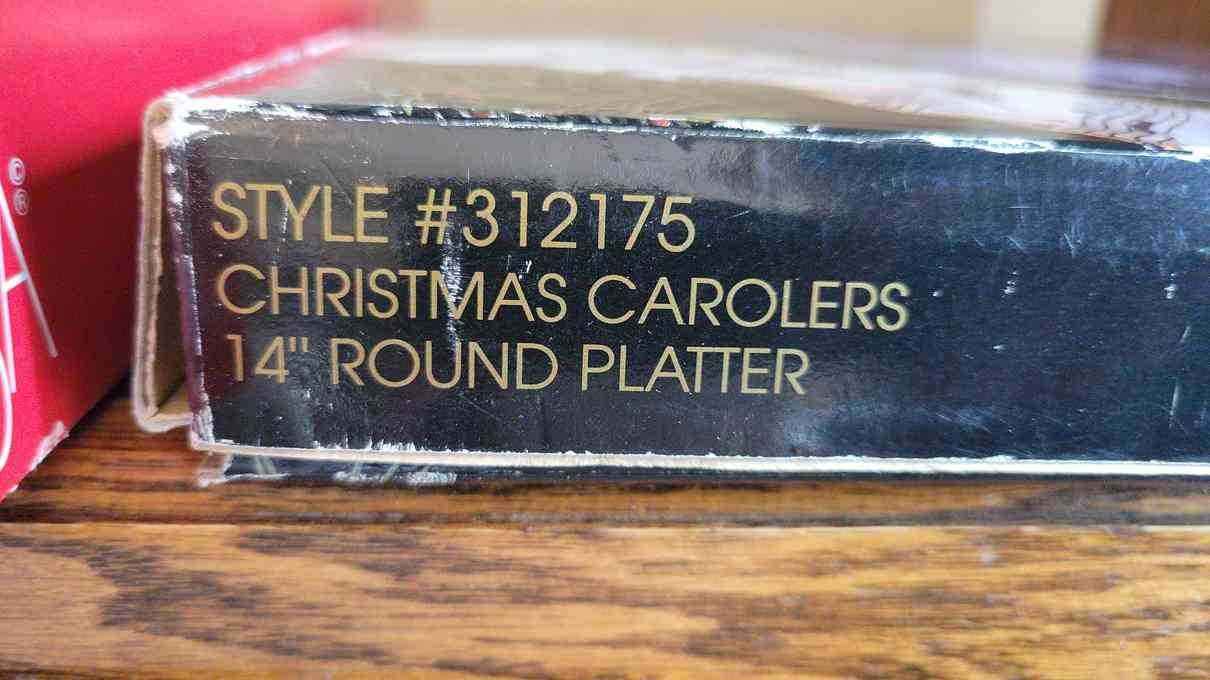 STYLE #312175
CHRISTMAS CAROLERS
14" ROUND PLATTER
©
®